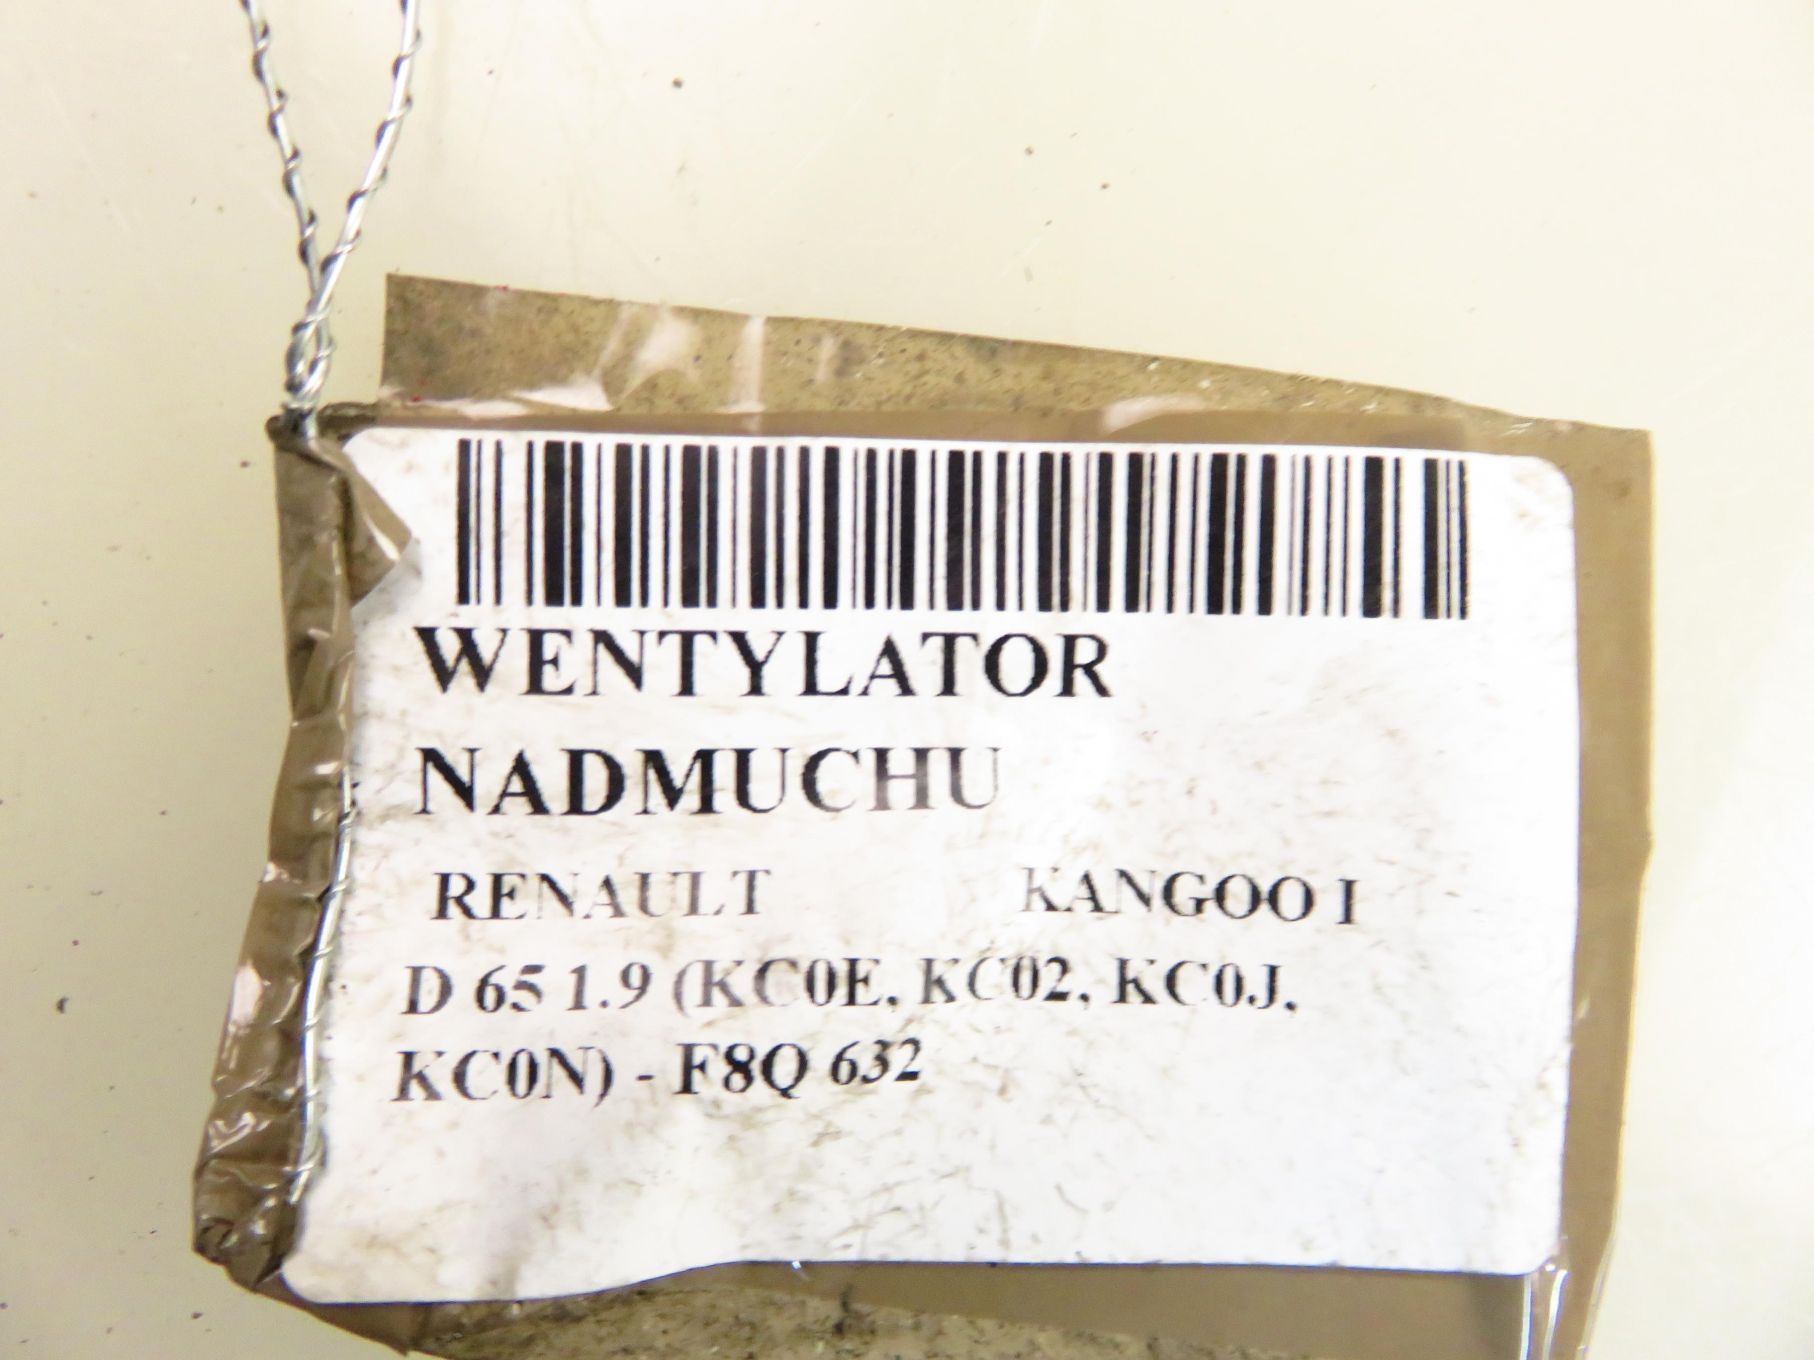 WENTYLATOR
NADMUCHU
RENAULT KANGOO I
D 65 1.9 (KC0E, KC02, KC0J,
KC0N) - F8Q 632